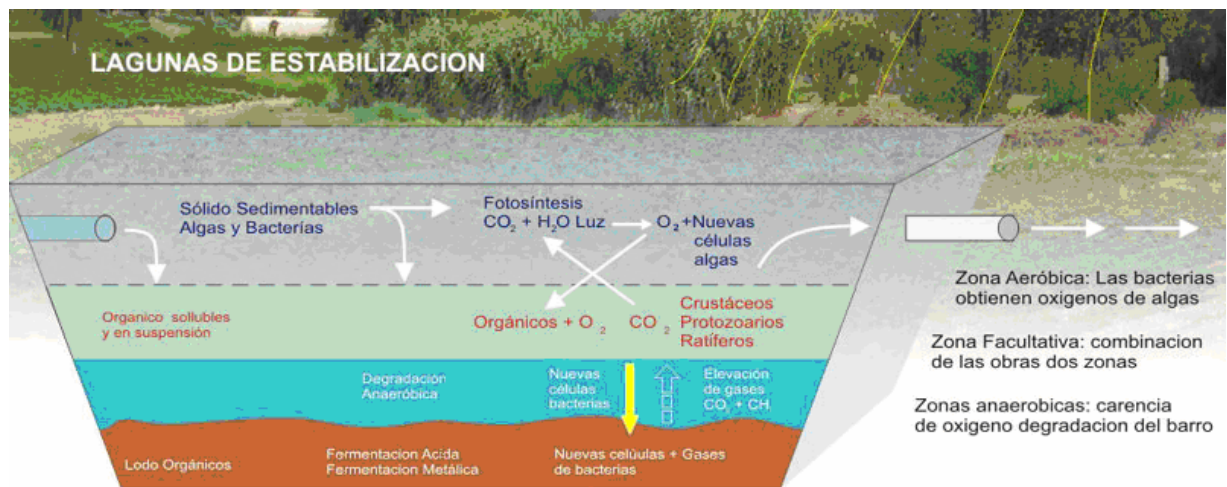 LAGUNAS DE ESTABILIZACION
Sólido Sedimentables
Algas y Bacterías
Fotosíntesis
CO2 + H2O Luz
O2+Nuevas
células
algas
Organico sollubles
y en suspensión
Orgánicos + O2
CO2
Crustáceos
Protozoarios
Ratíferos
Degradación
Anaeróbica
Nuevas
células
bacterias
Elevación
de gases
CO + CH
Lodo Orgánicos
Fermentacion Acida
Fermentacion Metálica
Nuevas celúulas + Gases
de bacterias
Zona Aeróbica: Las bacterias
obtienen oxigenos de algas
Zona Facultativa: combinacion
de las obras dos zonas
Zonas anaerobicas: carencia
de oxigeno degradacion del barro